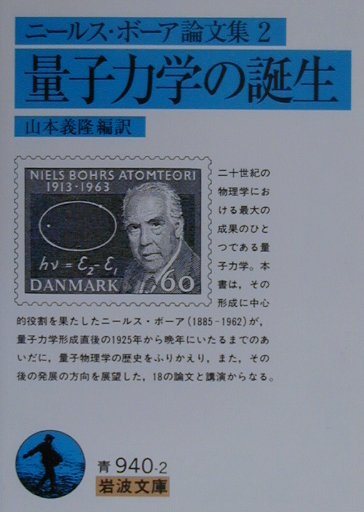 ニールス・ボーア論文集 2
量子力学の誕生
山本義隆編訳
NIELS BOHRS ATOMTEORI
1913-1963
hν = ε₂-ε₁
DANMARK 60
二十世紀の
物理学にお
ける最大の
成果のひと
つである量
子力学。本
書は，その
形成に中心
的役割を果たしたニールス・ボーア(1885-1962)が，
量子力学形成直後の1925年から晩年にいたるまでのあ
いだに，量子物理学の歴史をふりかえり，また，その
後の発展の方向を展望した，18の論文と講演からなる。
青 940-2
岩波文庫